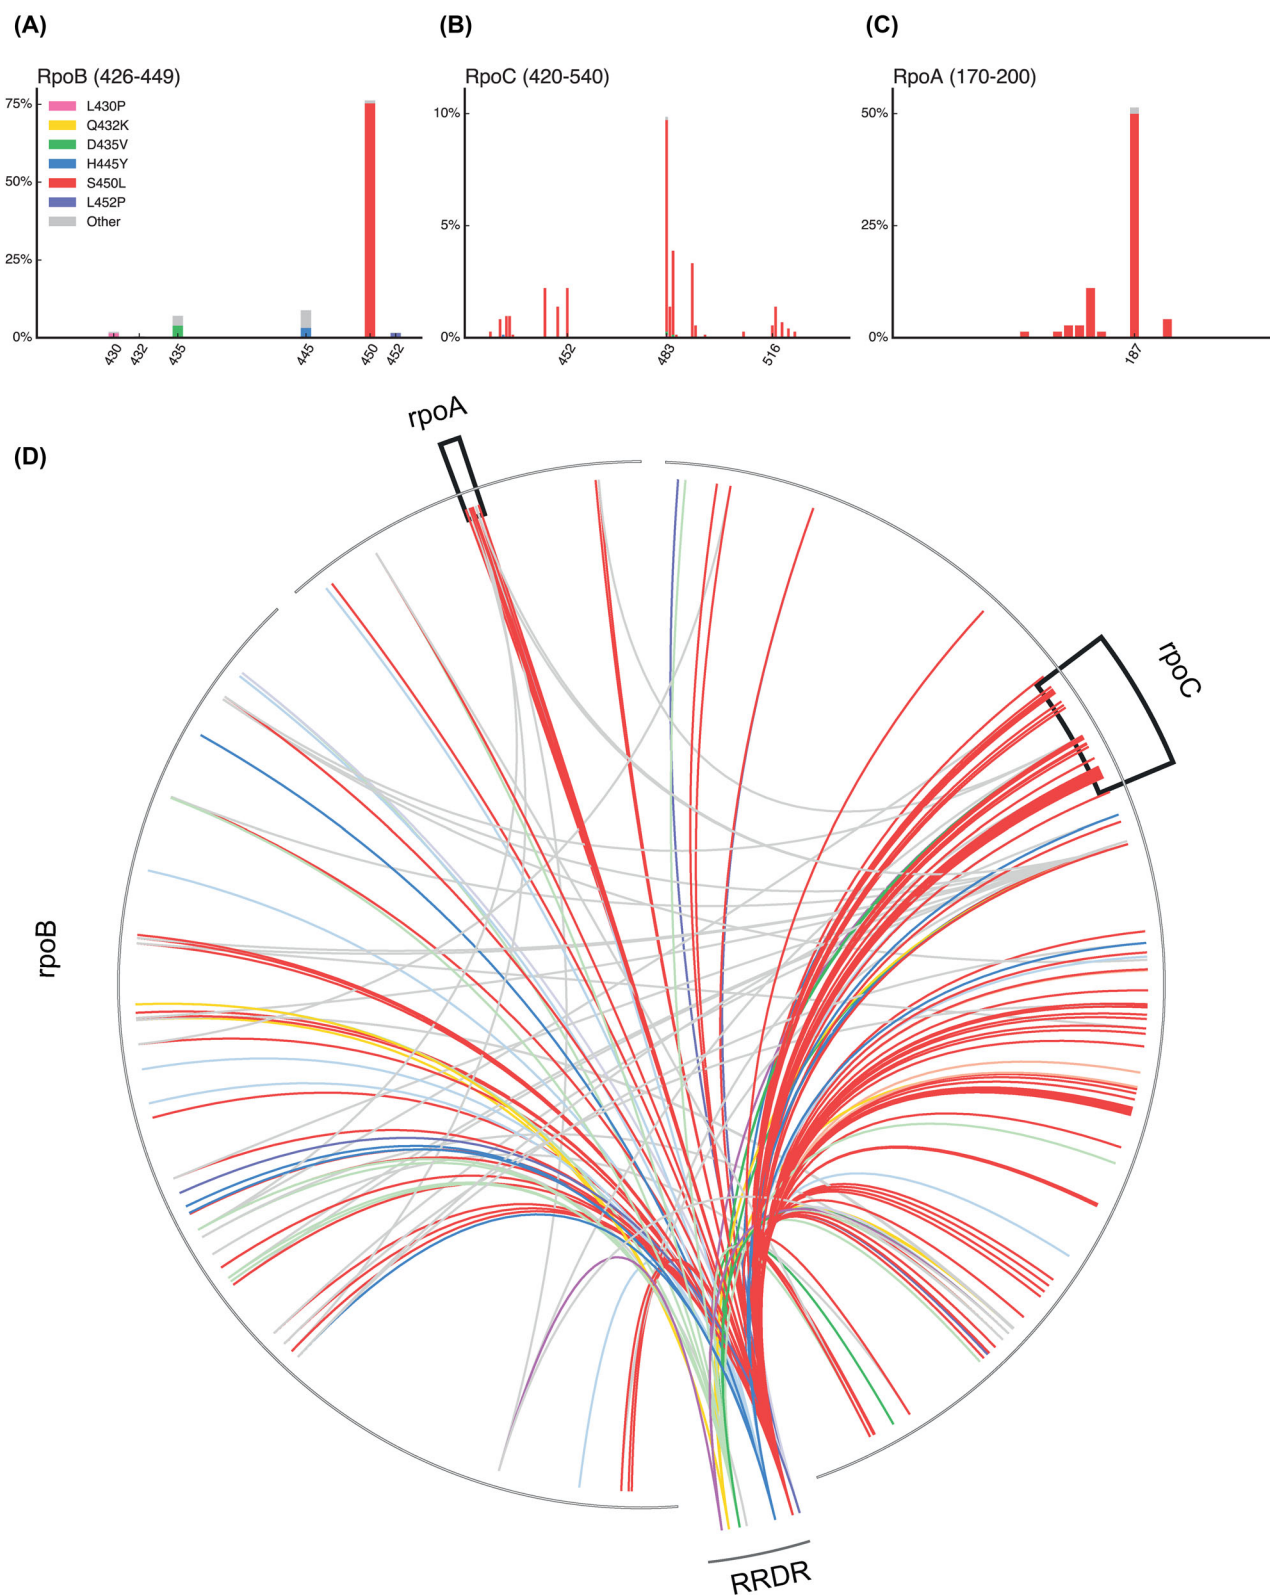 (A)
(B)
(C)
RpoB (426-449)
RpoC (420-540)
RpoA (170-200)
75%
50%
25%
0%
L430P
Q432K
D435V
H445Y
S450L
L452P
Other
430
432
435
445
450
452
10%
5%
0%
452
483
516
50%
25%
0%
187
(D)
rpoA
rpoC
rpoB
RRDR